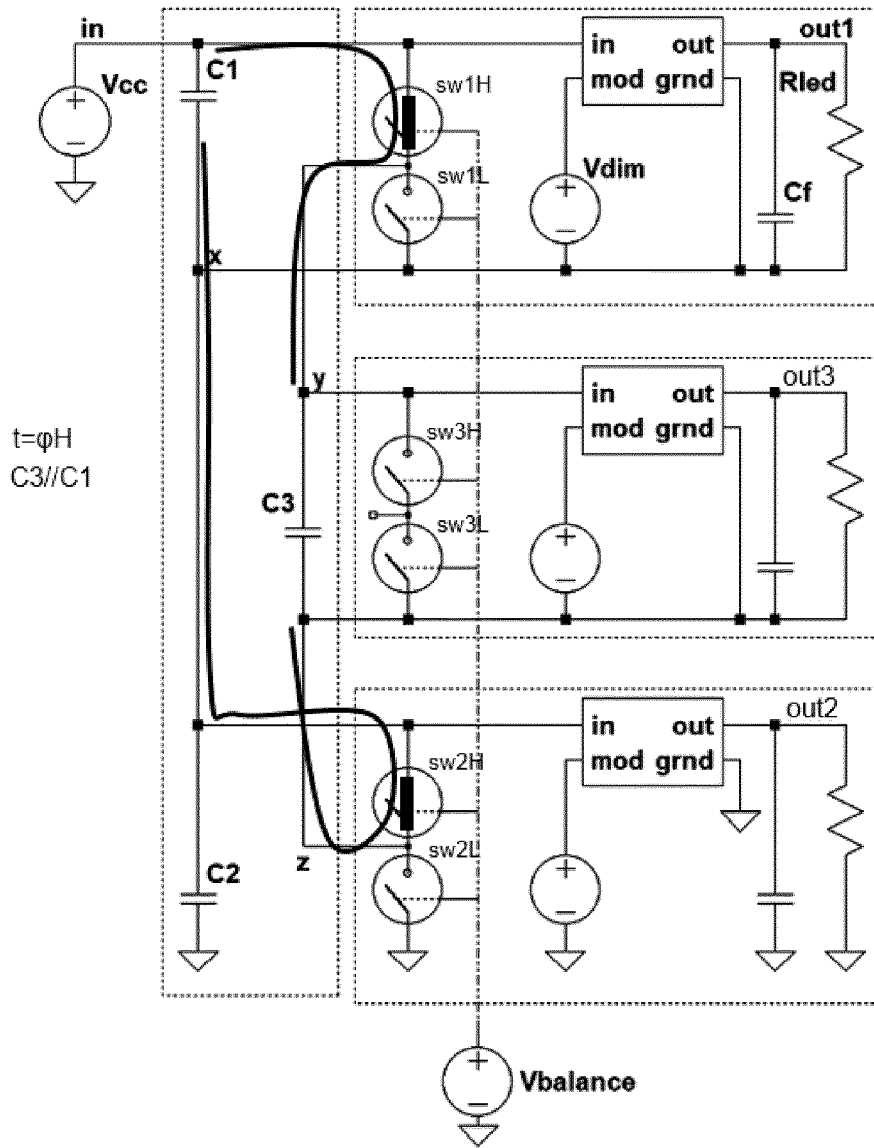 in
out1
C1
Vcc
sw1H
in out
mod grnd
Rled
sw1L
Vdim
Cf
x
y
in out
out3
mod grnd
t=φH
C3//C1
sw3H
C3
sw3L
in out
out2
mod grnd
sw2H
sw2L
z
C2
Vbalance